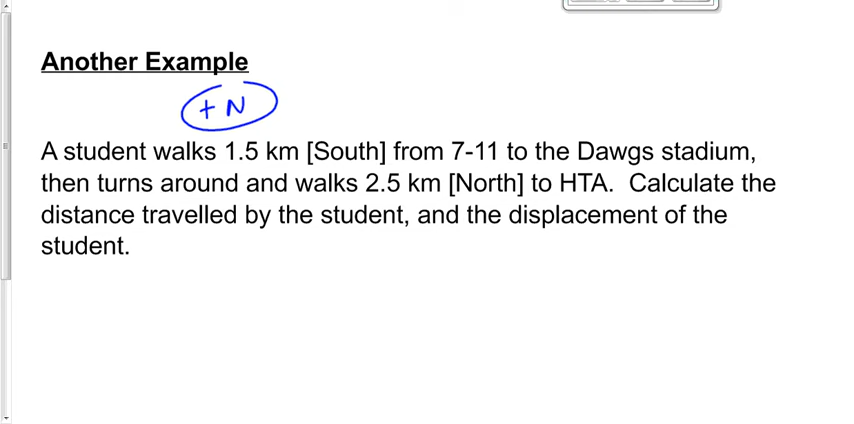 Another Example
+ N
A student walks 1.5 km [South] from 7-11 to the Dawgs stadium,
then turns around and walks 2.5 km [North] to HTA.  Calculate the
distance travelled by the student, and the displacement of the
student.